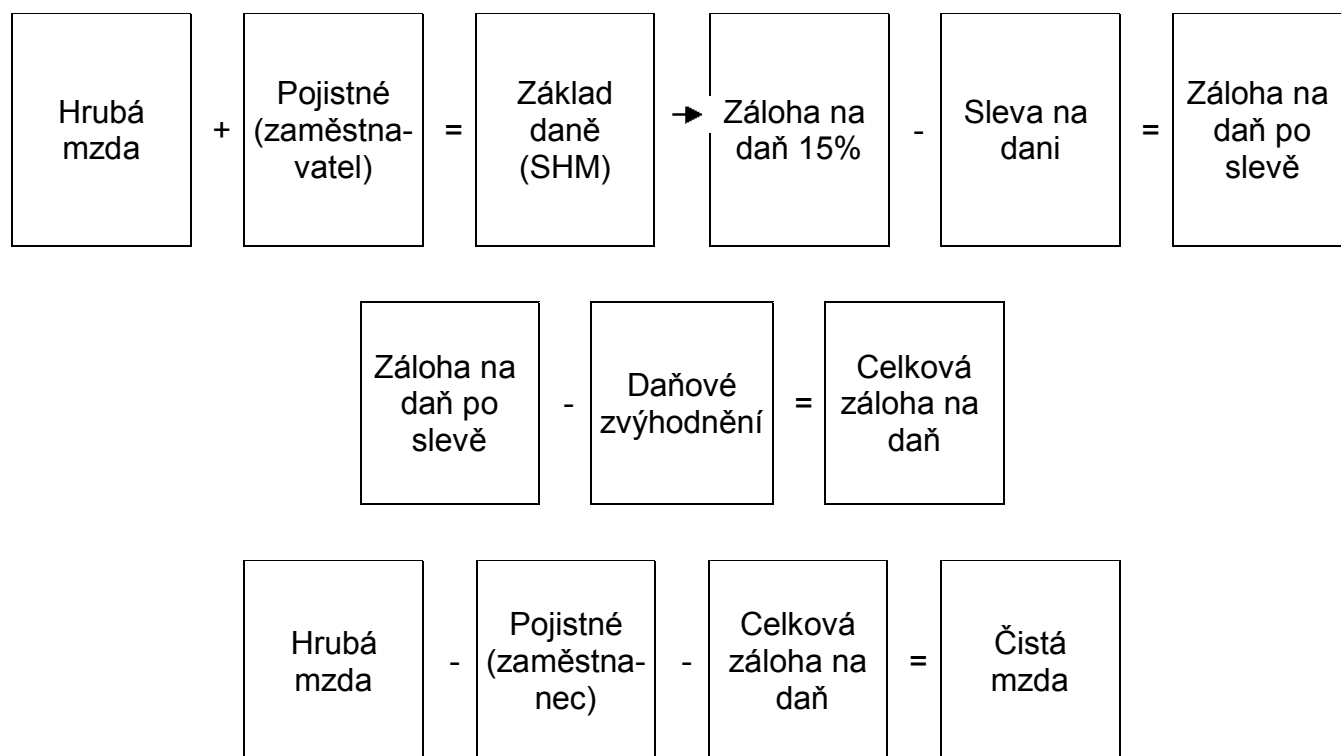 Hrubá
mzda
+
Pojistné
(zaměstna-
vatel)
=
Základ
daně
(SHM)
Záloha na
daň 15%
-
Sleva na
dani
=
Záloha na
daň po
slevě
Záloha na
daň po
slevě
-
Daňové
zvýhodnění
=
Celková
záloha na
daň
Hrubá
mzda
-
Pojistné
(zaměstna-
nec)
-
Celková
záloha na
daň
=
Čistá
mzda